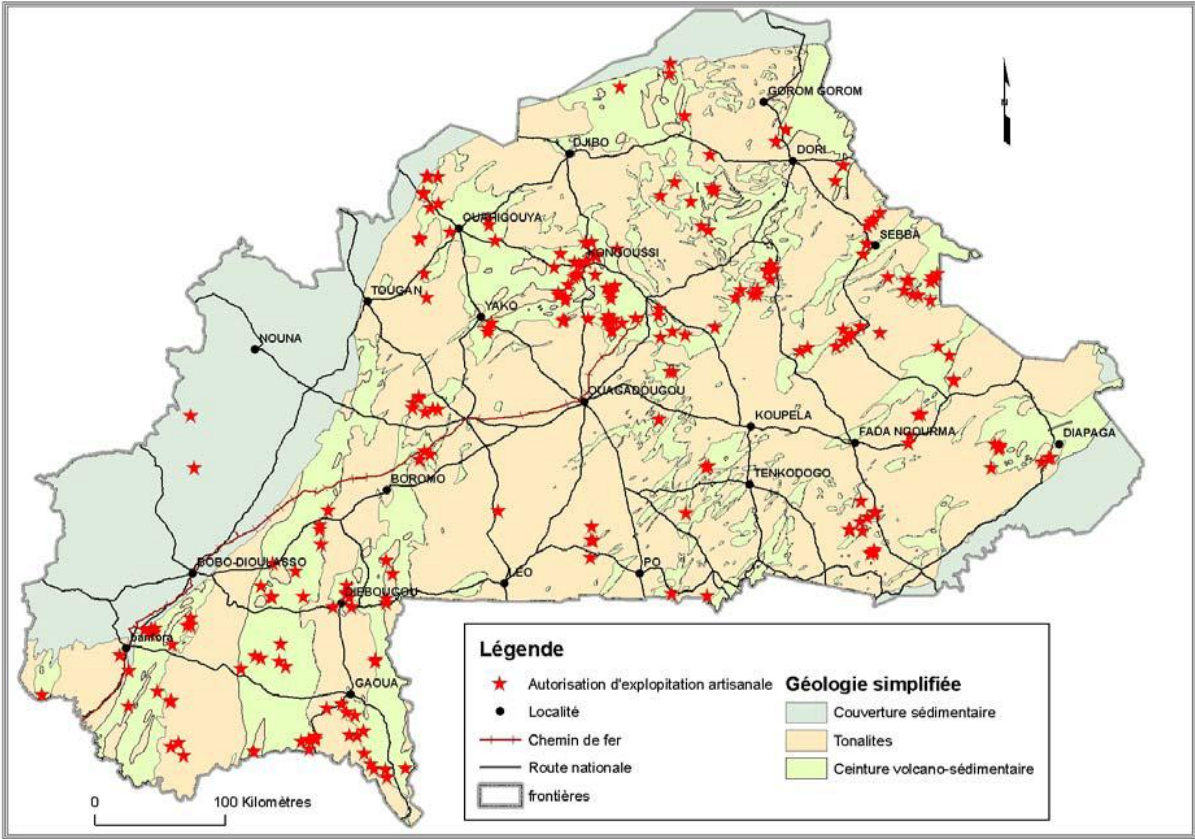 GOROM GOROM
DJIBO
DORI
OUAHIGOUYA
SEBBA
KONGOUSSI
TOUGAN
YAKO
NOUNA
OUAGADOUGOU
KOUPELA
FADA NGOURMA
DIAPAGA
BOROMO
TENKODOGO
BOBO-DIOULASSO
LEO
PO
DIEBOUGOU
banfora
GAOUA
Légende
Autorisation d'explopitation artisanale
Localité
Chemin de fer
Route nationale
frontières
Géologie simplifiée
Couverture sédimentaire
Tonalites
Ceinture volcano-sédimentaire
0 100 Kilomètres